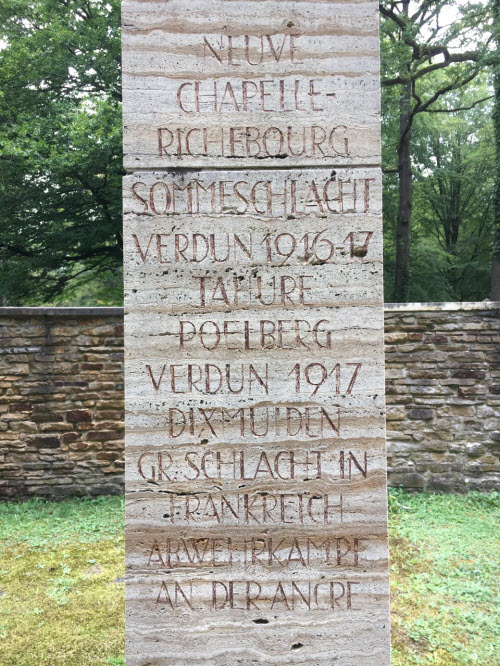 NEUVE
CHAPELLE-
RICHEBOURG
SOMMESCHLACHT
VERDUN 1916-17
TAHURE
POELBERG
VERDUN 1917
DIXMUIDEN
GR. SCHLACHT IN
FRANKREICH
ABWEHRKAMPF
AN DER ANCRE